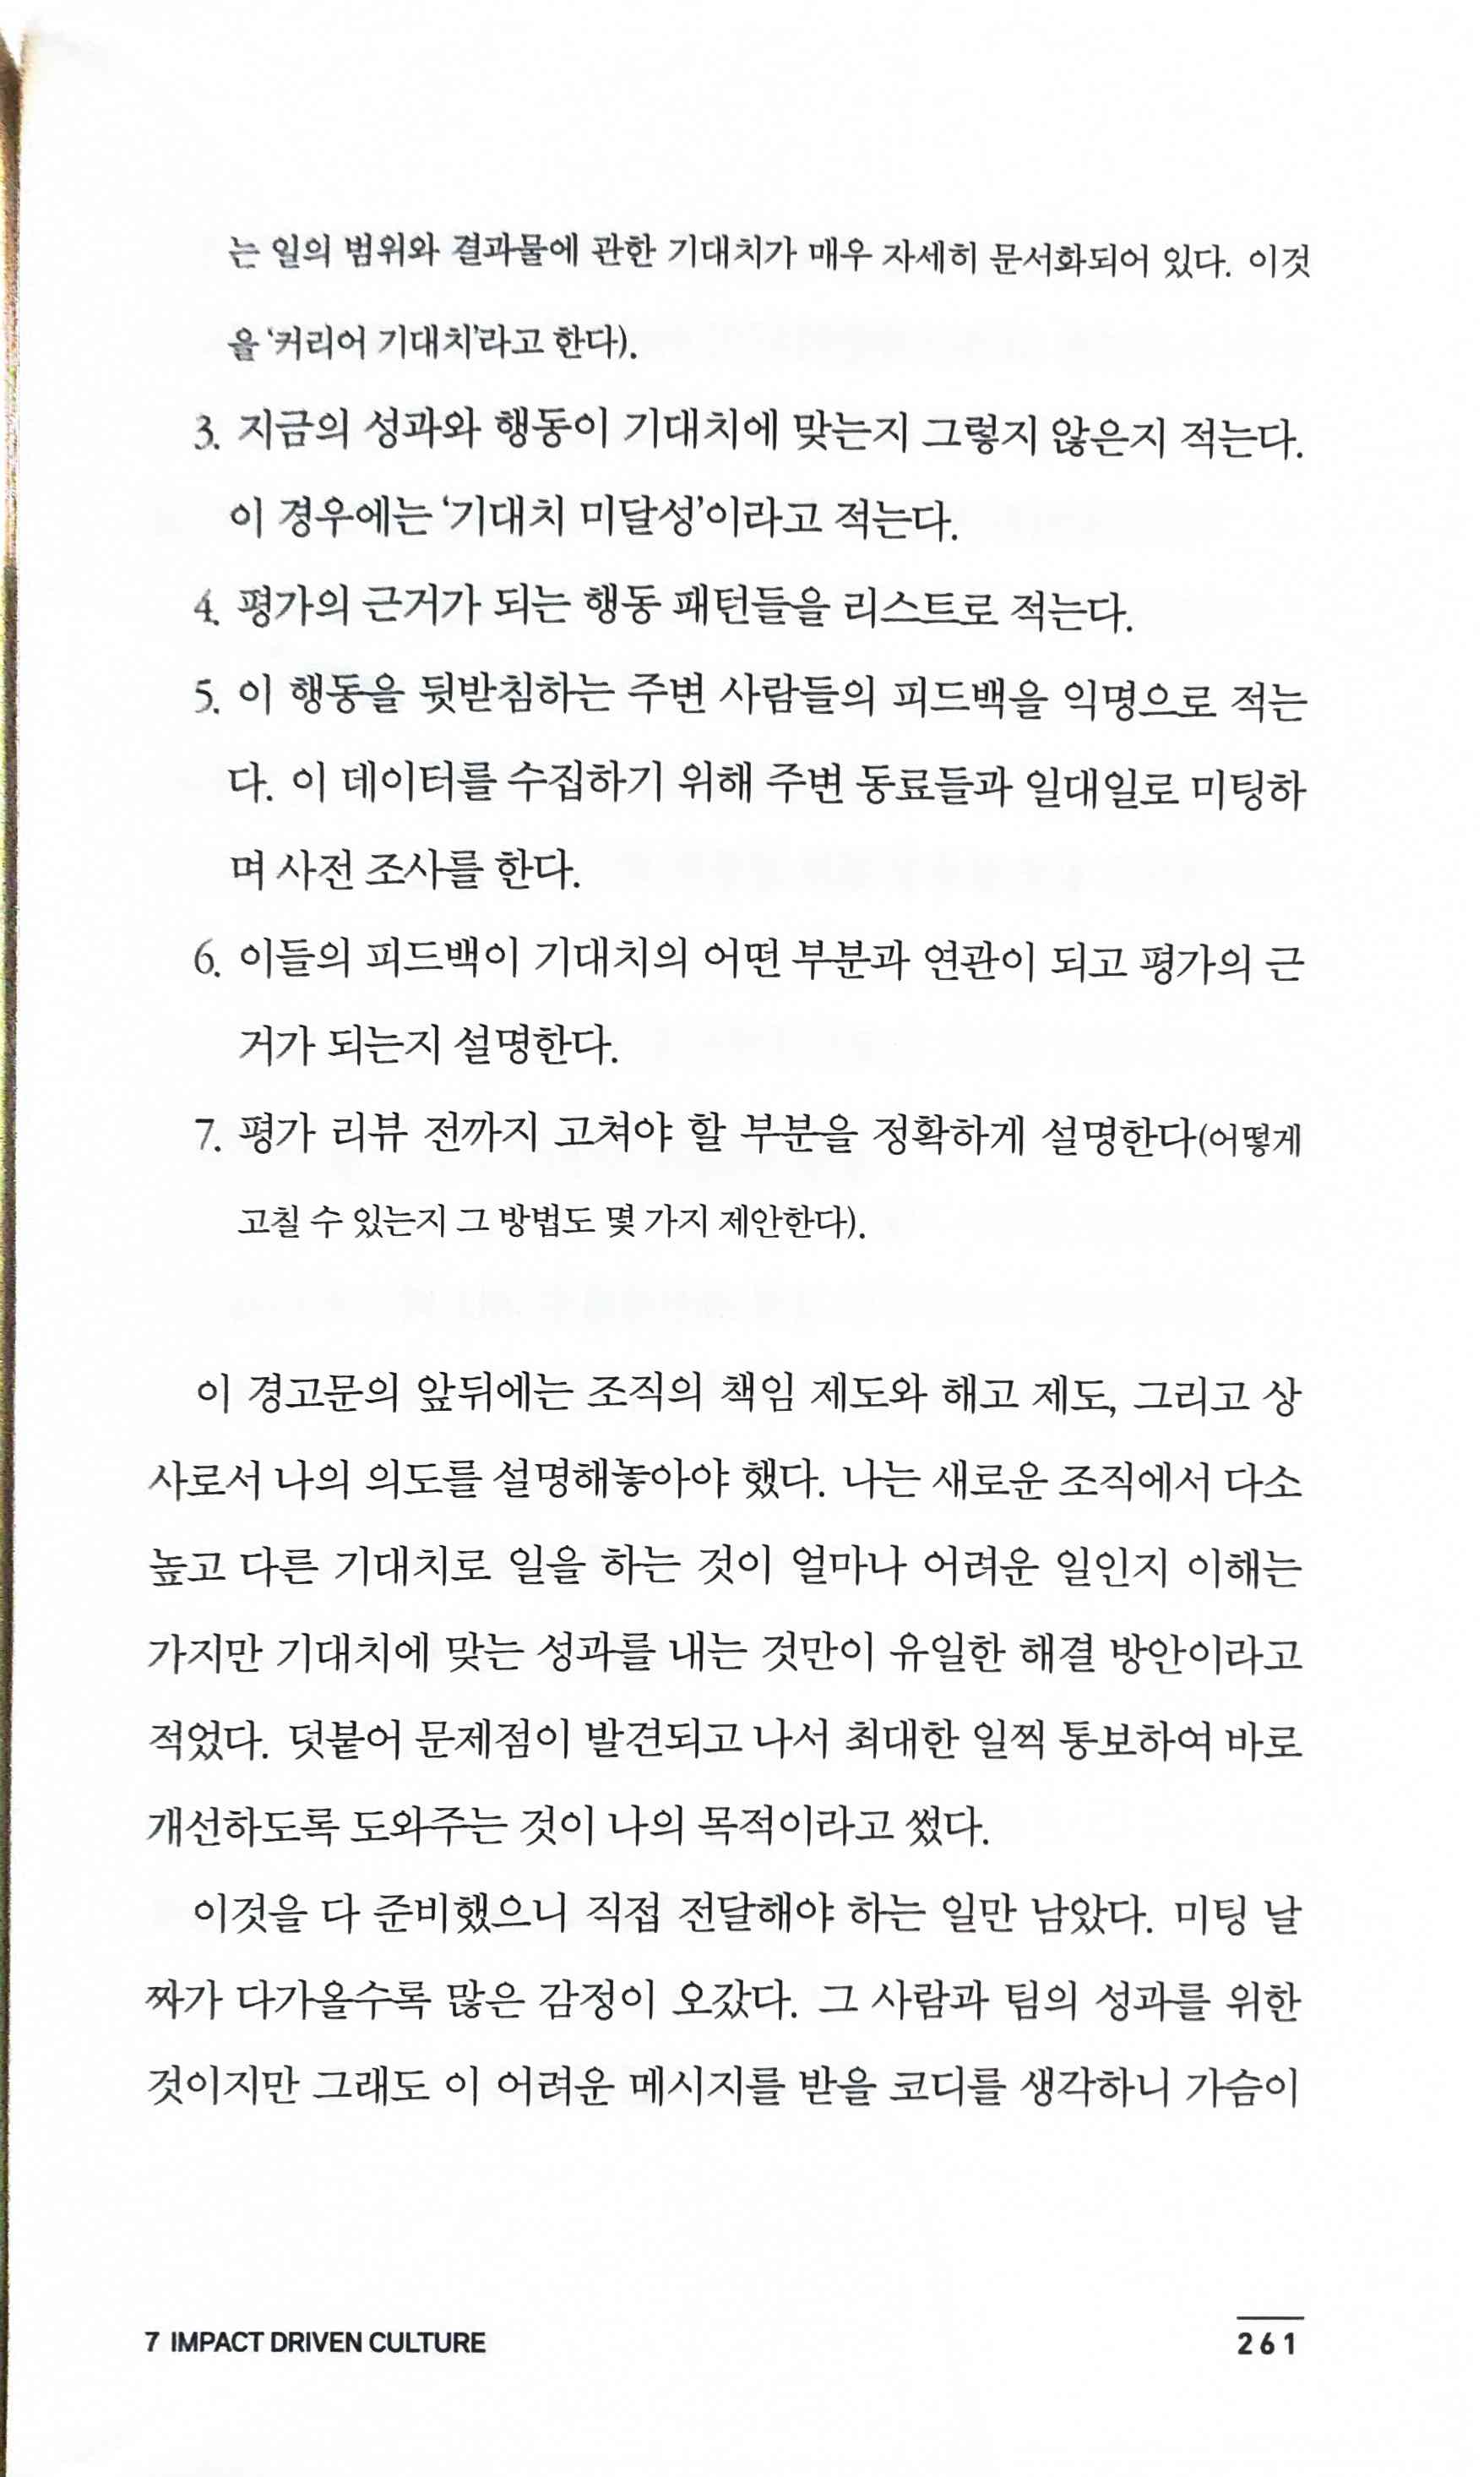 는 일의 범위와 결과물에 관한 기대치가 매우 자세히 문서화되어 있다. 이것
을 ‘커리어 기대치’라고 한다).
3. 지금의 성과와 행동이 기대치에 맞는지 그렇지 않은지 적는다.
이 경우에는 ‘기대치 미달성’이라고 적는다.
4. 평가의 근거가 되는 행동 패턴들을 리스트로 적는다.
5. 이 행동을 뒷받침하는 주변 사람들의 피드백을 익명으로 적는
다. 이 데이터를 수집하기 위해 주변 동료들과 일대일로 미팅하
며 사전 조사를 한다.
6. 이들의 피드백이 기대치의 어떤 부분과 연관이 되고 평가의 근
거가 되는지 설명한다.
7. 평가 리뷰 전까지 고쳐야 할 부분을 정확하게 설명한다(어떻게
고칠 수 있는지 그 방법도 몇 가지 제안한다).
이 경고문의 앞뒤에는 조직의 책임 제도와 해고 제도, 그리고 상
사로서 나의 의도를 설명해놓아야 했다. 나는 새로운 조직에서 다소
높고 다른 기대치로 일을 하는 것이 얼마나 어려운 일인지 이해는
가지만 기대치에 맞는 성과를 내는 것만이 유일한 해결 방안이라고
적었다. 덧붙어 문제점이 발견되고 나서 최대한 일찍 통보하여 바로
개선하도록 도와주는 것이 나의 목적이라고 썼다.
이것을 다 준비했으니 직접 전달해야 하는 일만 남았다. 미팅 날
짜가 다가올수록 많은 감정이 오갔다. 그 사람과 팀의 성과를 위한
것이지만 그래도 이 어려운 메시지를 받을 코디를 생각하니 가슴이
7 IMPACT DRIVEN CULTURE
261